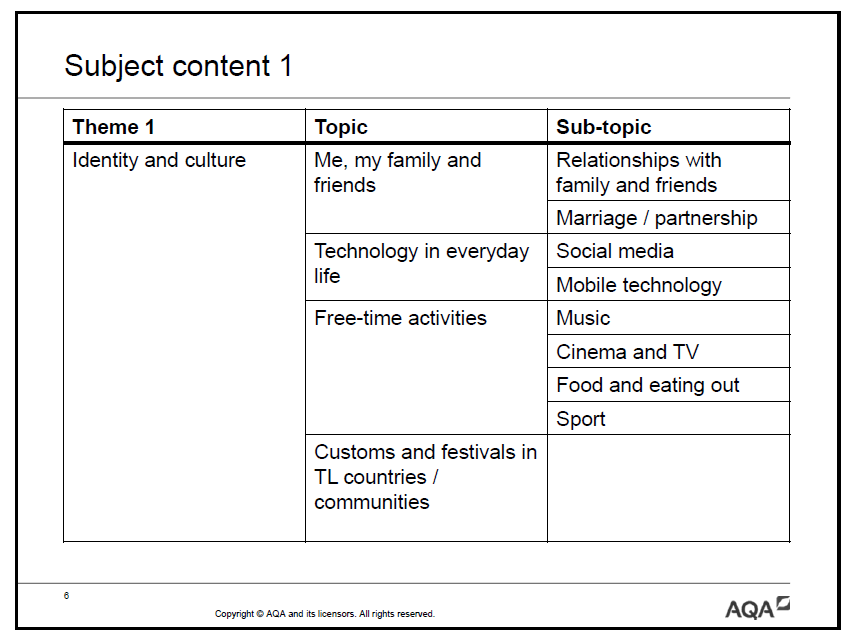 Subject content 1
Theme 1
Topic
Sub-topic
Identity and culture
Me, my family and
friends
Relationships with
family and friends
Marriage / partnership
Technology in everyday
life
Social media
Mobile technology
Free-time activities
Music
Cinema and TV
Food and eating out
Sport
Customs and festivals in
TL countries /
communities
6
Copyright © AQA and its licensors. All rights reserved.
AQA